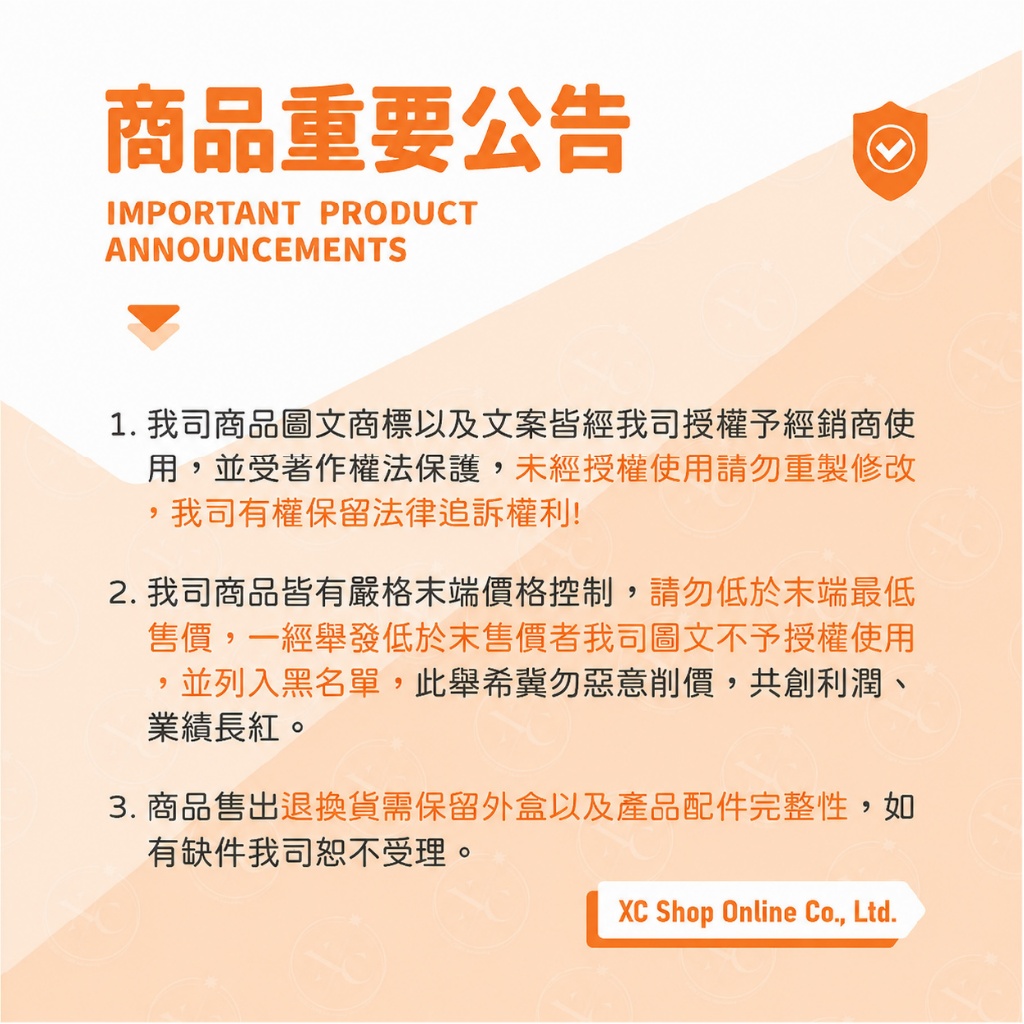 商品重要公告
IMPORTANT PRODUCT
ANNOUNCEMENTS
1. 我司商品圖文商標以及文案皆經我司授權予經銷商使
用，並受著作權法保護，未經授權使用請勿重製修改
，我司有權保留法律追訴權利!
2. 我司商品皆有嚴格末端價格控制，請勿低於末端最低
售價，一經舉發低於末售價者我司圖文不予授權使用
，並列入黑名單，此舉希冀勿惡意削價，共創利潤、
業績長紅。
3. 商品售出退換貨需保留外盒以及產品配件完整性，如
有缺件我司恕不受理。
XC Shop Online Co., Ltd.